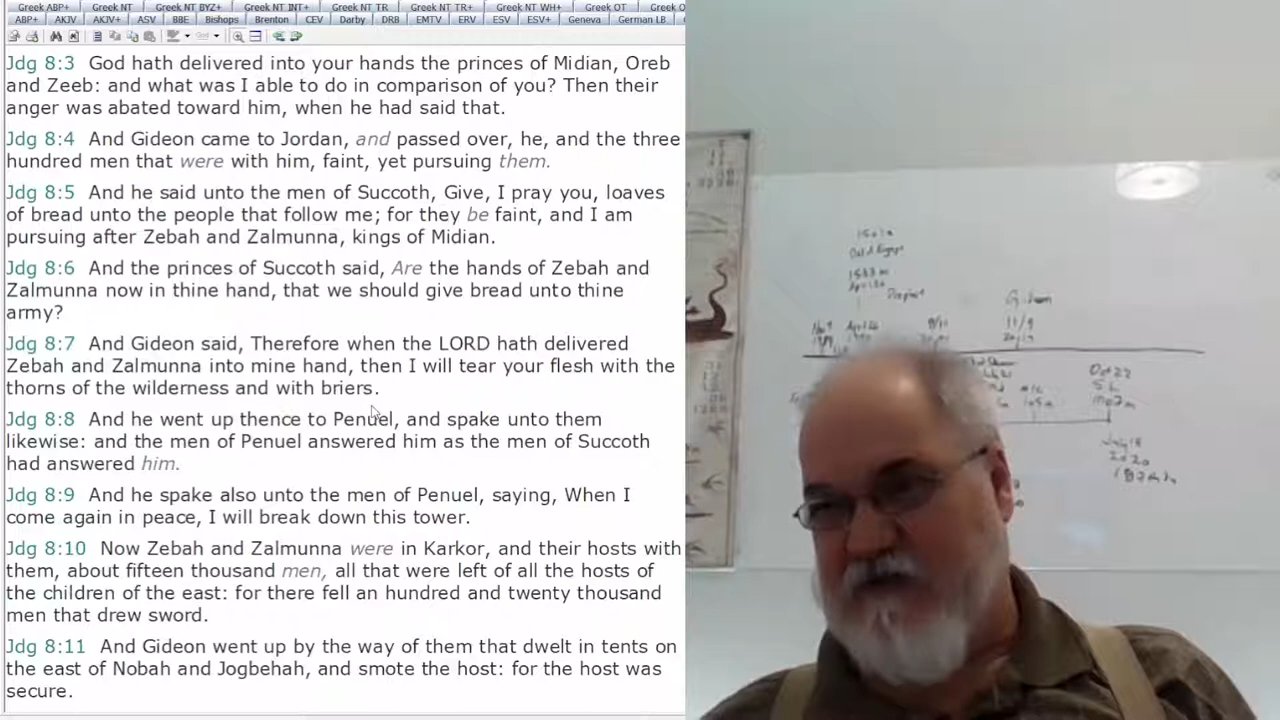 Greek ABP+ Greek NT Greek NT BYZ+ Greek NT INT+ Greek NT TR Greek NT TR+ Greek NT WH+ Greek OT
ABP+ AKJV AKJV+ ASV BBE Bishops Brenton CEV Darby DRB EMTV ERV ESV ESV+ Geneva German LB
Jdg 8:3 God hath delivered into your hands the princes of Midian, Oreb
and Zeeb: and what was I able to do in comparison of you? Then their
anger was abated toward him, when he had said that.
Jdg 8:4 And Gideon came to Jordan, and passed over, he, and the three
hundred men that were with him, faint, yet pursuing them.
Jdg 8:5 And he said unto the men of Succoth, Give, I pray you, loaves
of bread unto the people that follow me; for they be faint, and I am
pursuing after Zebah and Zalmunna, kings of Midian.
Jdg 8:6 And the princes of Succoth said, Are the hands of Zebah and
Zalmunna now in thine hand, that we should give bread unto thine
army?
Jdg 8:7 And Gideon said, Therefore when the LORD hath delivered
Zebah and Zalmunna into mine hand, then I will tear your flesh with the
thorns of the wilderness and with briers.
Jdg 8:8 And he went up thence to Penuel, and spake unto them
likewise: and the men of Penuel answered him as the men of Succoth
had answered him.
Jdg 8:9 And he spake also unto the men of Penuel, saying, When I
come again in peace, I will break down this tower.
Jdg 8:10 Now Zebah and Zalmunna were in Karkor, and their hosts with
them, about fifteen thousand men, all that were left of all the hosts of
the children of the east: for there fell an hundred and twenty thousand
men that drew sword.
Jdg 8:11 And Gideon went up by the way of them that dwelt in tents on
the east of Nobah and Jogbehah, and smote the host: for the host was
secure.
11/9
Oct 22
July 18
2020